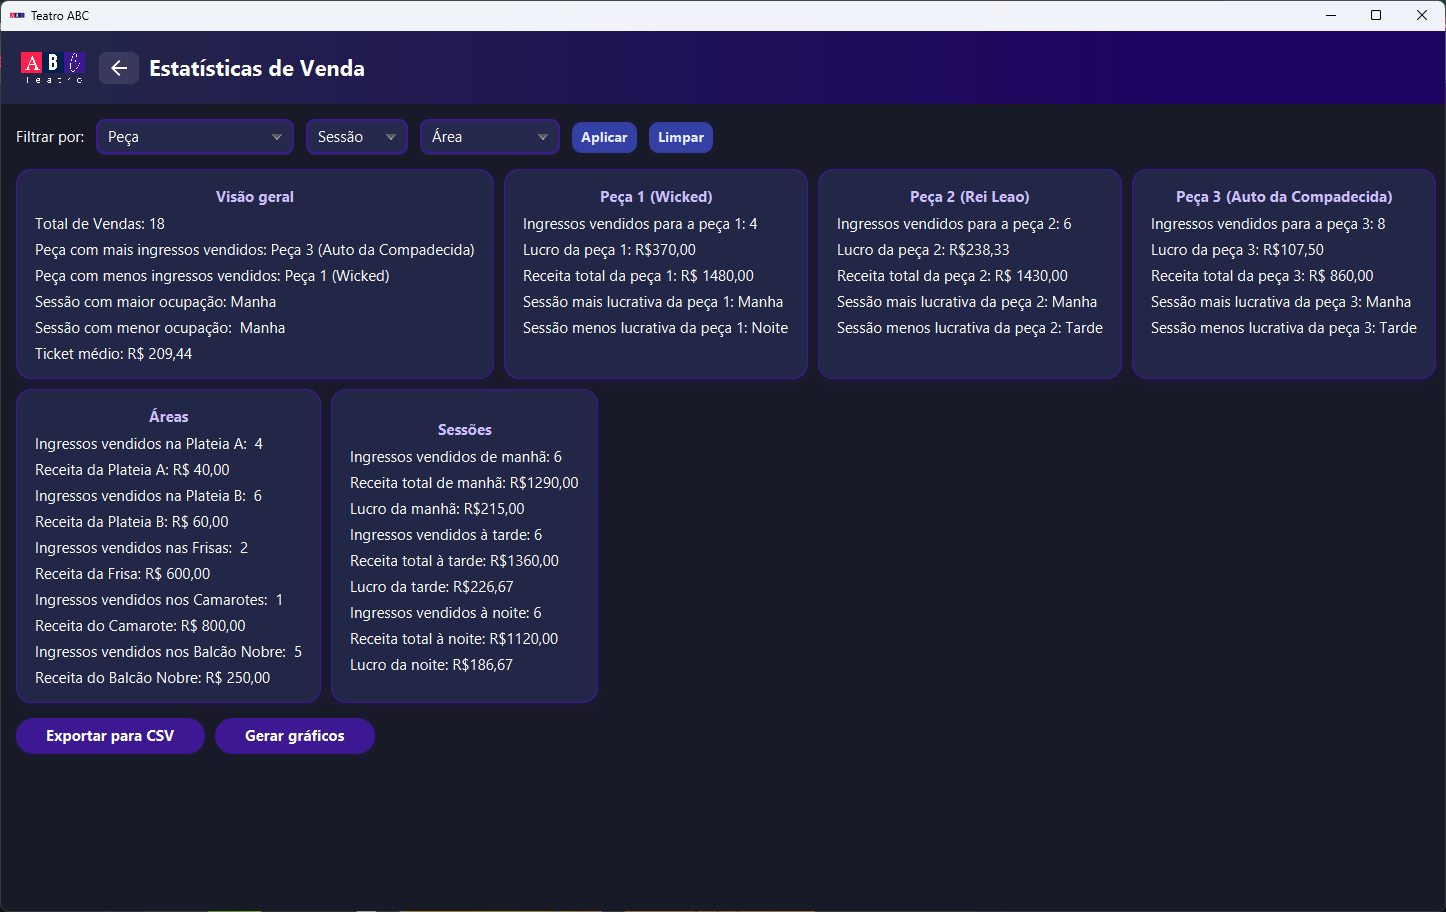 Teatro ABC
ABC
Teatro
Estatísticas de Venda
Filtrar por:
Peça
Sessão
Área
Aplicar
Limpar
Visão geral
Total de Vendas: 18
Peça com mais ingressos vendidos: Peça 3 (Auto da Compadecida)
Peça com menos ingressos vendidos: Peça 1 (Wicked)
Sessão com maior ocupação: Manha
Sessão com menor ocupação:  Manha
Ticket médio: R$ 209,44
Peça 1 (Wicked)
Ingressos vendidos para a peça 1: 4
Lucro da peça 1: R$370,00
Receita total da peça 1: R$ 1480,00
Sessão mais lucrativa da peça 1: Manha
Sessão menos lucrativa da peça 1: Noite
Peça 2 (Rei Leao)
Ingressos vendidos para a peça 2: 6
Lucro da peça 2: R$238,33
Receita total da peça 2: R$ 1430,00
Sessão mais lucrativa da peça 2: Manha
Sessão menos lucrativa da peça 2: Tarde
Peça 3 (Auto da Compadecida)
Ingressos vendidos para a peça 3: 8
Lucro da peça 3: R$107,50
Receita total da peça 3: R$ 860,00
Sessão mais lucrativa da peça 3: Manha
Sessão menos lucrativa da peça 3: Tarde
Áreas
Ingressos vendidos na Plateia A:  4
Receita da Plateia A: R$ 40,00
Ingressos vendidos na Plateia B:  6
Receita da Plateia B: R$ 60,00
Ingressos vendidos nas Frisas:  2
Receita da Frisa: R$ 600,00
Ingressos vendidos nos Camarotes:  1
Receita do Camarote: R$ 800,00
Ingressos vendidos nos Balcão Nobre:  5
Receita do Balcão Nobre: R$ 250,00
Sessões
Ingressos vendidos de manhã: 6
Receita total de manhã: R$1290,00
Lucro da manhã: R$215,00
Ingressos vendidos à tarde: 6
Receita total à tarde: R$1360,00
Lucro da tarde: R$226,67
Ingressos vendidos à noite: 6
Receita total à noite: R$1120,00
Lucro da noite: R$186,67
Exportar para CSV
Gerar gráficos